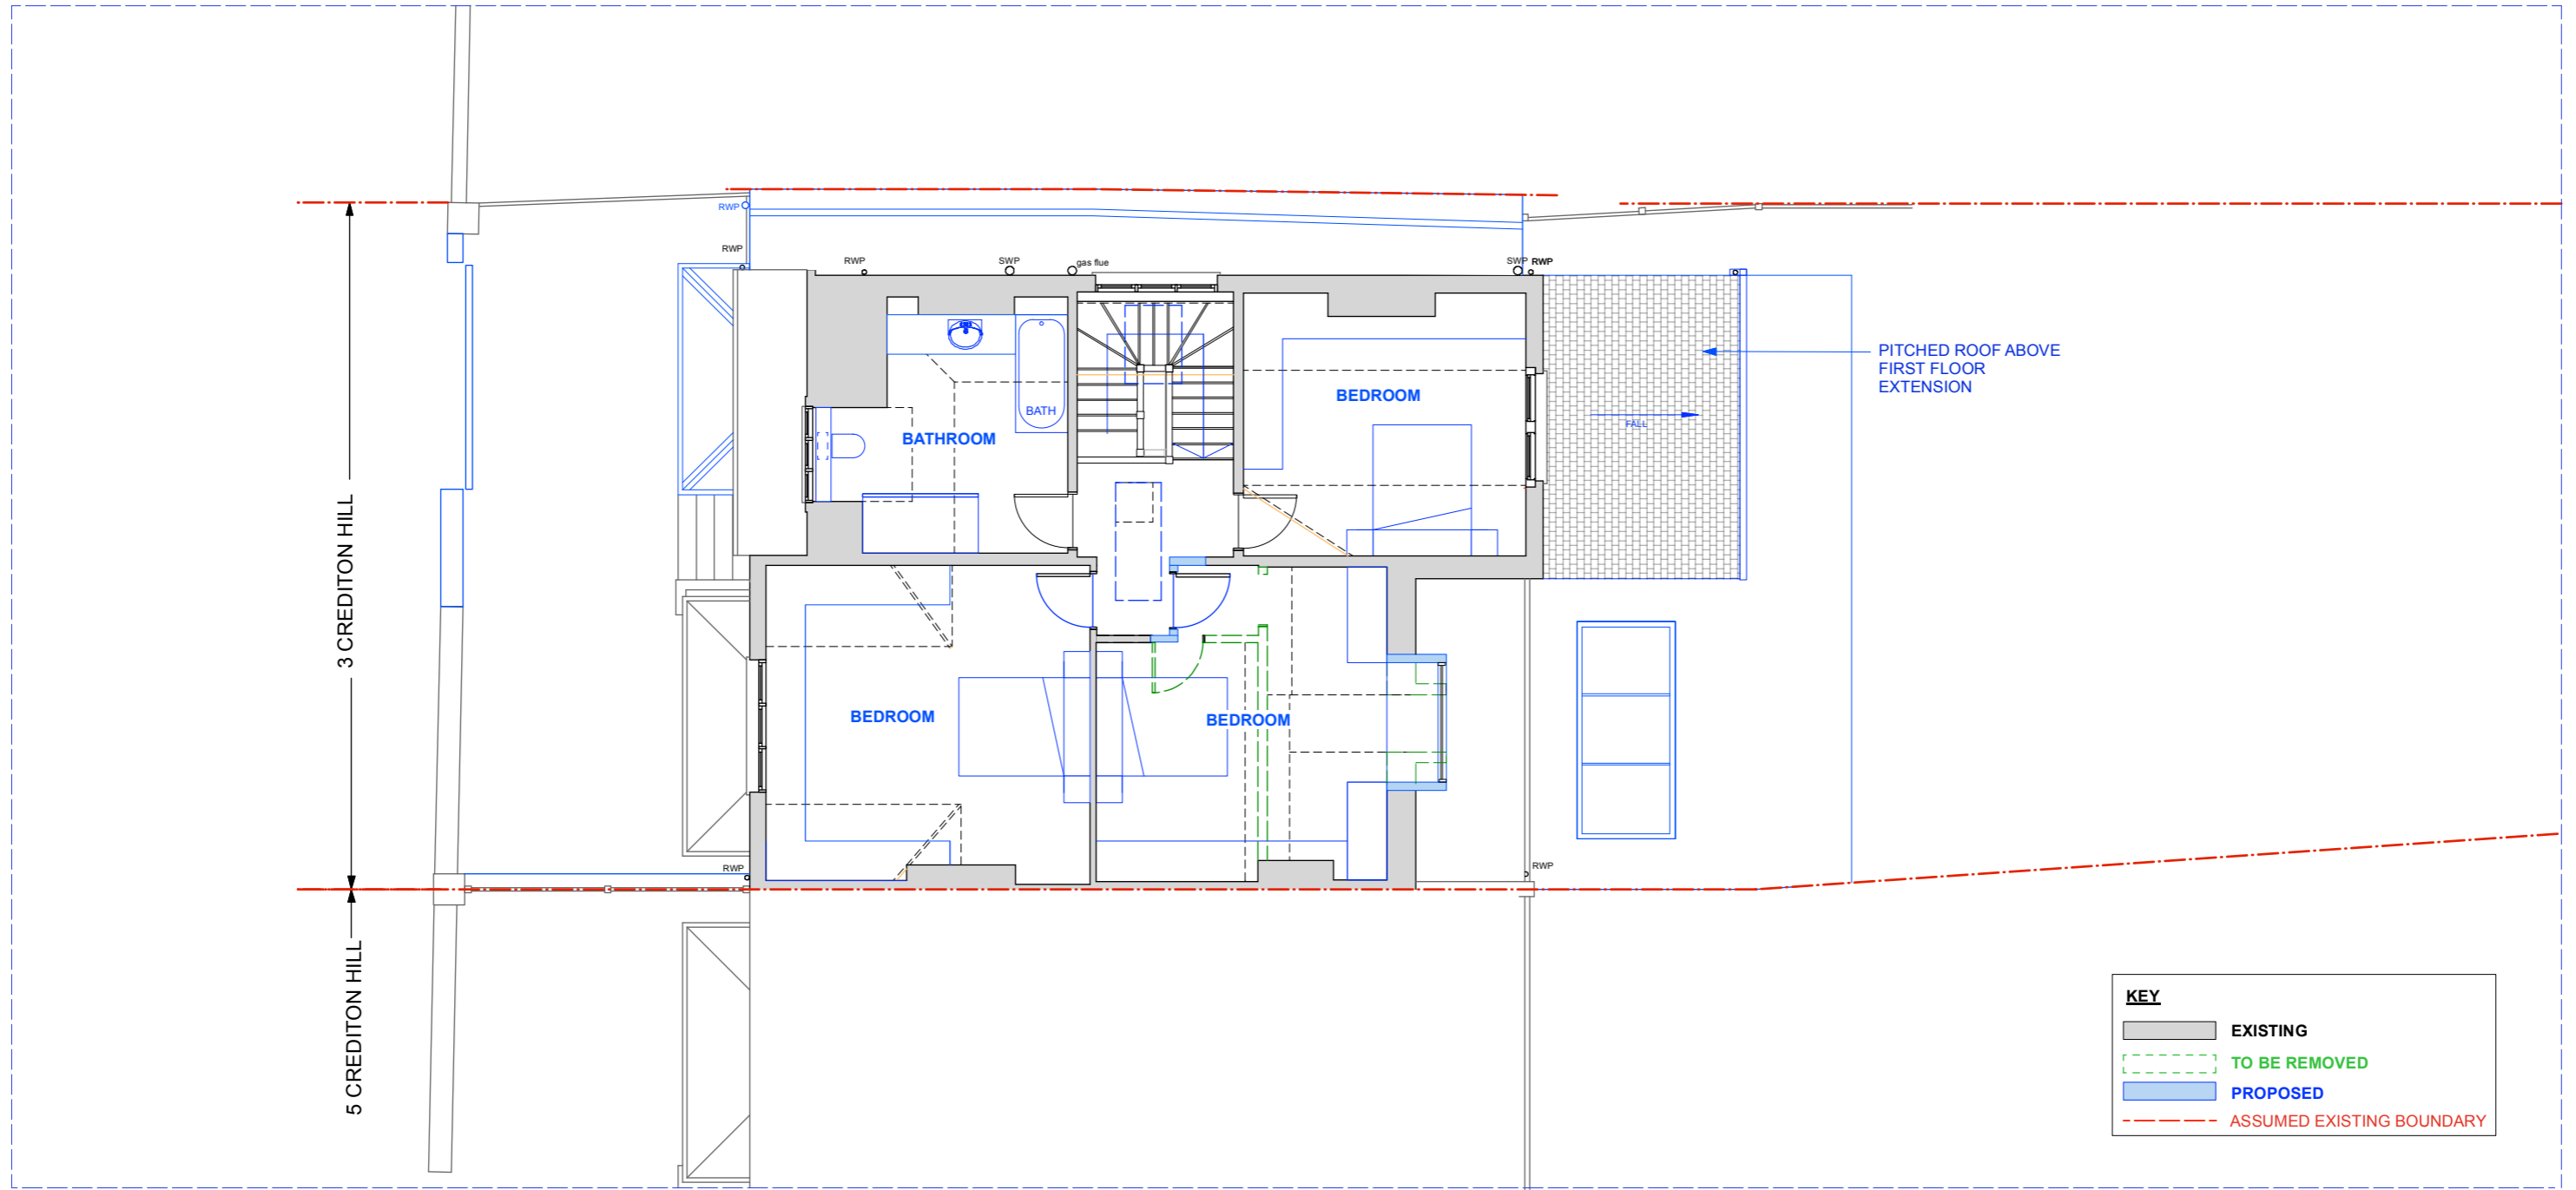 RWP
RWP
RWP
SWP
gas flue
SWP
RWP
PITCHED ROOF ABOVE
FIRST FLOOR
EXTENSION
BEDROOM
BATH
FALL
BATHROOM
3 CREDITON HILL
BEDROOM
BEDROOM
RWP
RWP
5 CREDITON HILL
KEY
EXISTING
TO BE REMOVED
PROPOSED
ASSUMED EXISTING BOUNDARY